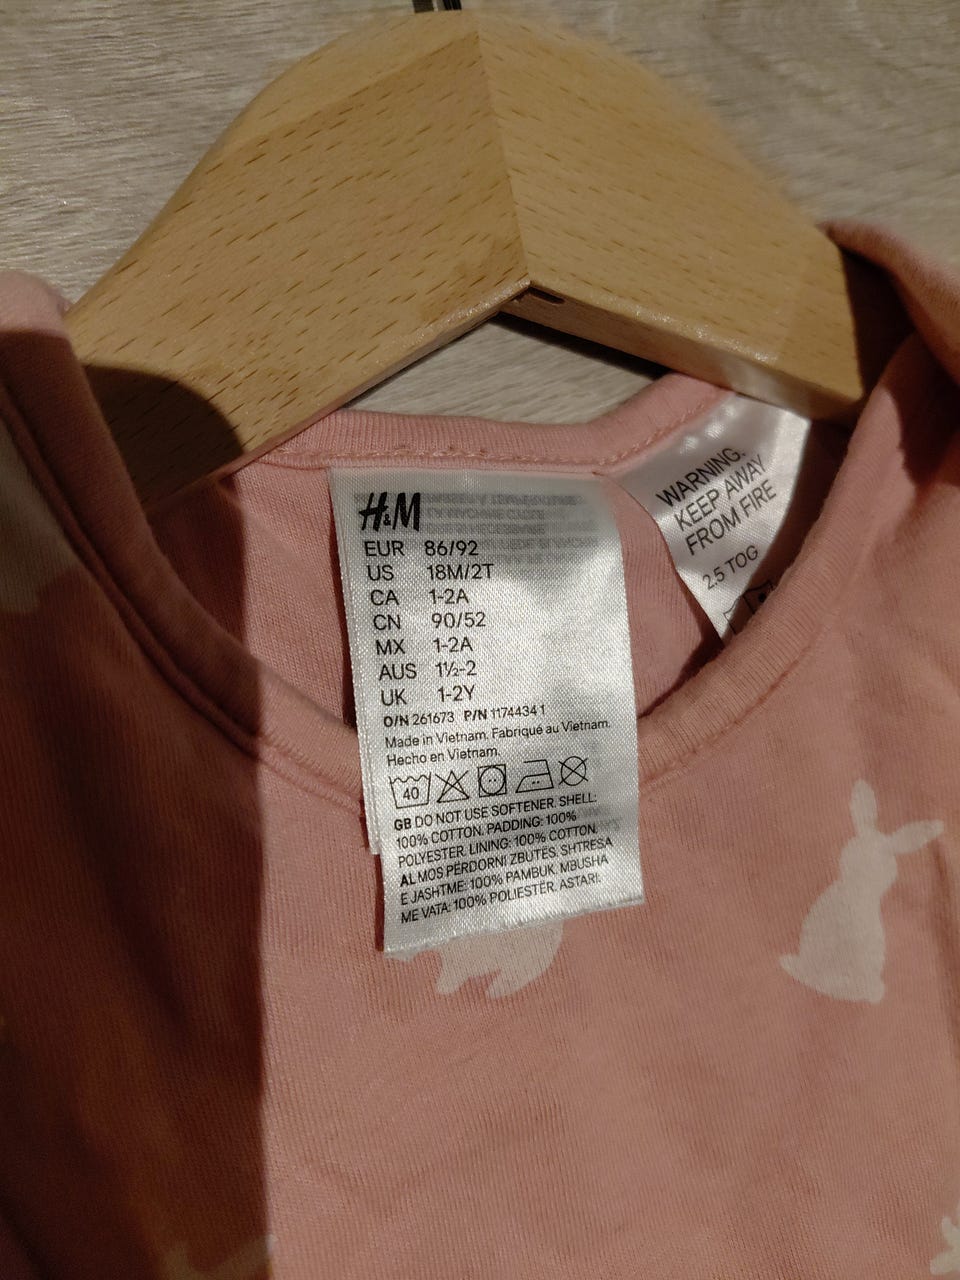 H&M
EUR 86/92
US 18M/2T
CA 1-2A
CN 90/52
MX 1-2A
AUS 1½-2
UK 1-2Y
O/N 261673 P/N 1174434 1
Made in Vietnam. Fabriqué au Vietnam.
Hecho en Vietnam.
40
GB DO NOT USE SOFTENER. SHELL:
100% COTTON. PADDING: 100%
POLYESTER. LINING: 100% COTTON.
AL MOS PËRDORNI ZBUTËS. SHTRESA
E JASHTME: 100% PAMBUK. MBUSHA
ME VATA: 100% POLIESTËR. ASTARI:
WARNING.
KEEP AWAY
FROM FIRE
2.5 TOG